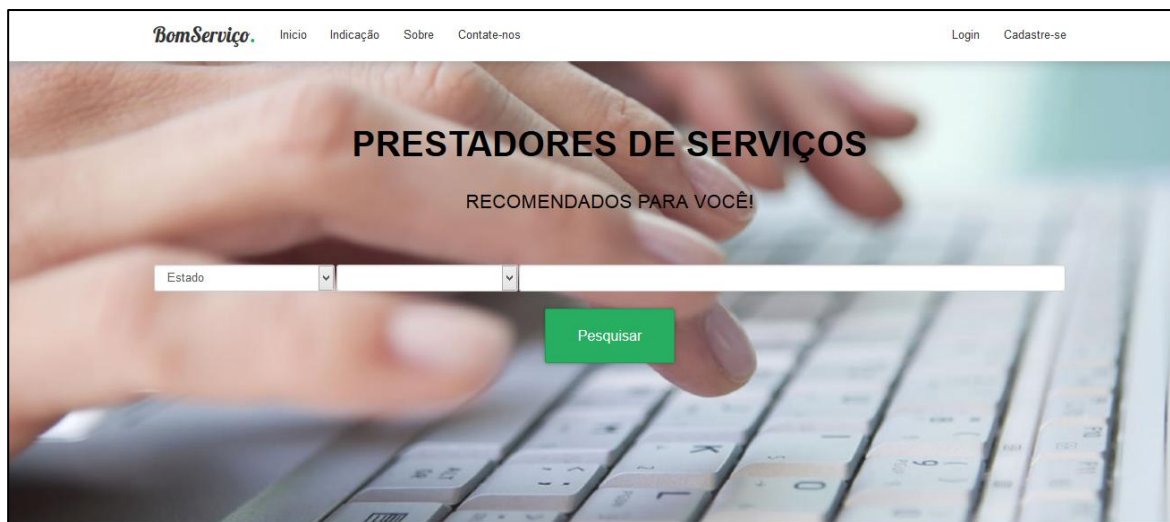 BomServiço. Inicio Indicação Sobre Contate-nos Login Cadastre-se
PRESTADORES DE SERVIÇOS
RECOMENDADOS PARA VOCÊ!
Estado
Pesquisar